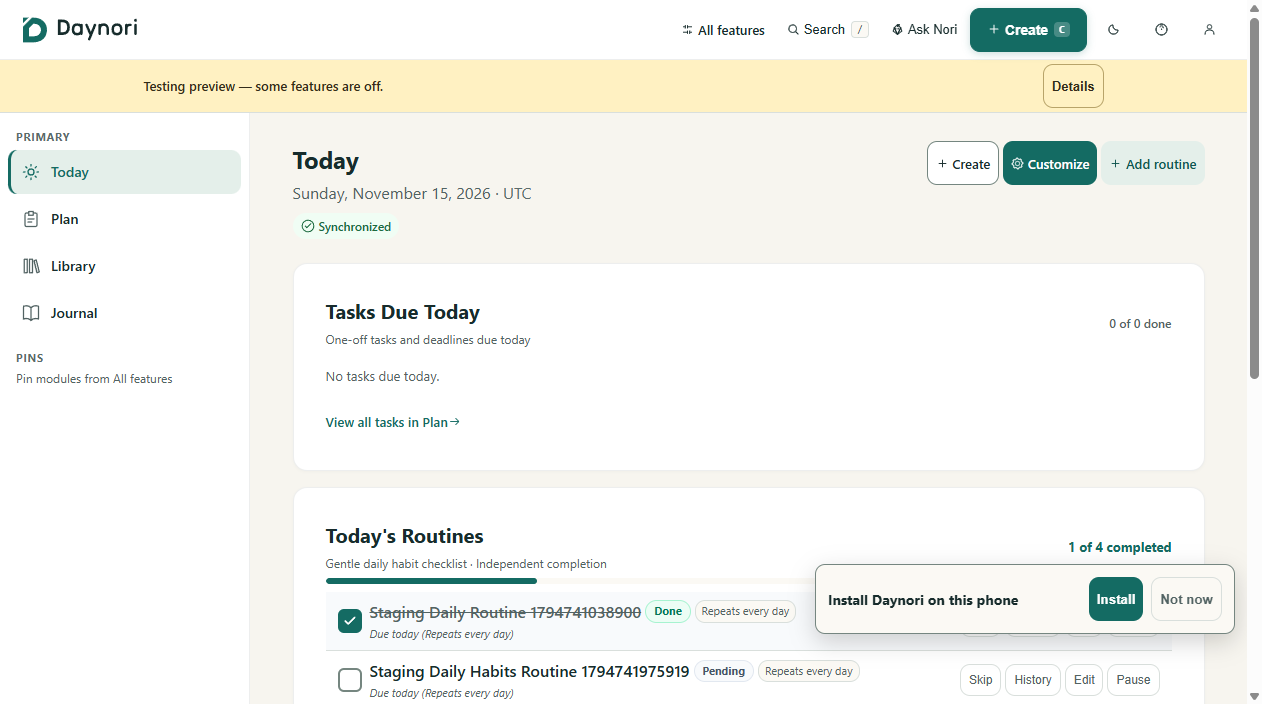 Daynori
All features
Search /
Ask Nori
+ Create C
Testing preview — some features are off.
Details
PRIMARY
Today
Plan
Library
Journal
PINS
Pin modules from All features
Today
Sunday, November 15, 2026 · UTC
Synchronized
+ Create
Customize
+ Add routine
Tasks Due Today
One-off tasks and deadlines due today
0 of 0 done
No tasks due today.
View all tasks in Plan→
Today's Routines
Gentle daily habit checklist · Independent completion
1 of 4 completed
Staging Daily Routine 1794741038900 Done Repeats every day
Due today (Repeats every day)
Install Daynori on this phone
Install
Not now
Staging Daily Habits Routine 1794741975919 Pending Repeats every day
Due today (Repeats every day)
Skip
History
Edit
Pause